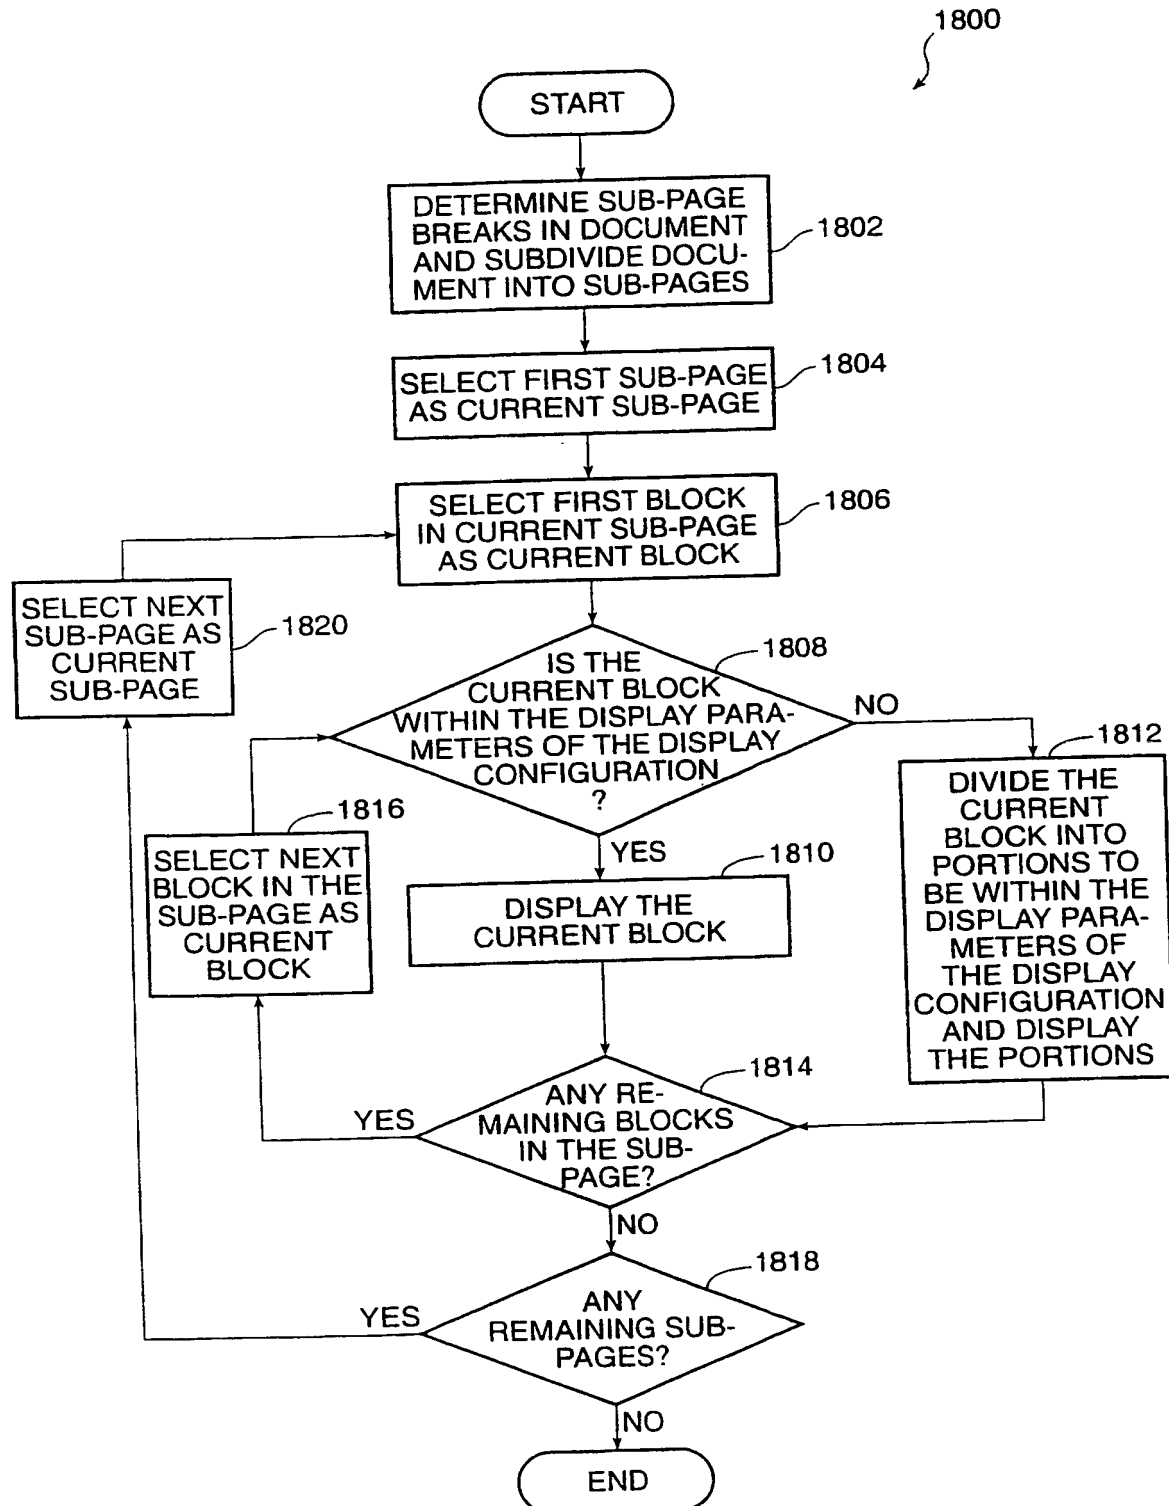 1800
START
DETERMINE SUB-PAGE
BREAKS IN DOCUMENT
AND SUBDIVIDE DOCU-
MENT INTO SUB-PAGES
1802
SELECT FIRST SUB-PAGE
AS CURRENT SUB-PAGE
1804
SELECT FIRST BLOCK
IN CURRENT SUB-PAGE
AS CURRENT BLOCK
1806
SELECT NEXT
SUB-PAGE AS
CURRENT
SUB-PAGE
1820
IS THE
CURRENT BLOCK
WITHIN THE DISPLAY PARA-
METERS OF THE DISPLAY
CONFIGURATION
?
1808
NO
1812
DIVIDE THE
CURRENT
BLOCK INTO
PORTIONS TO
BE WITHIN THE
DISPLAY PARA-
METERS OF
THE DISPLAY
CONFIGURATION
AND DISPLAY
THE PORTIONS
1816
SELECT NEXT
BLOCK IN THE
SUB-PAGE AS
CURRENT
BLOCK
YES
1810
DISPLAY THE
CURRENT BLOCK
1814
ANY RE-
MAINING BLOCKS
IN THE SUB-
PAGE?
YES
NO
1818
ANY
REMAINING SUB-
PAGES?
YES
NO
END